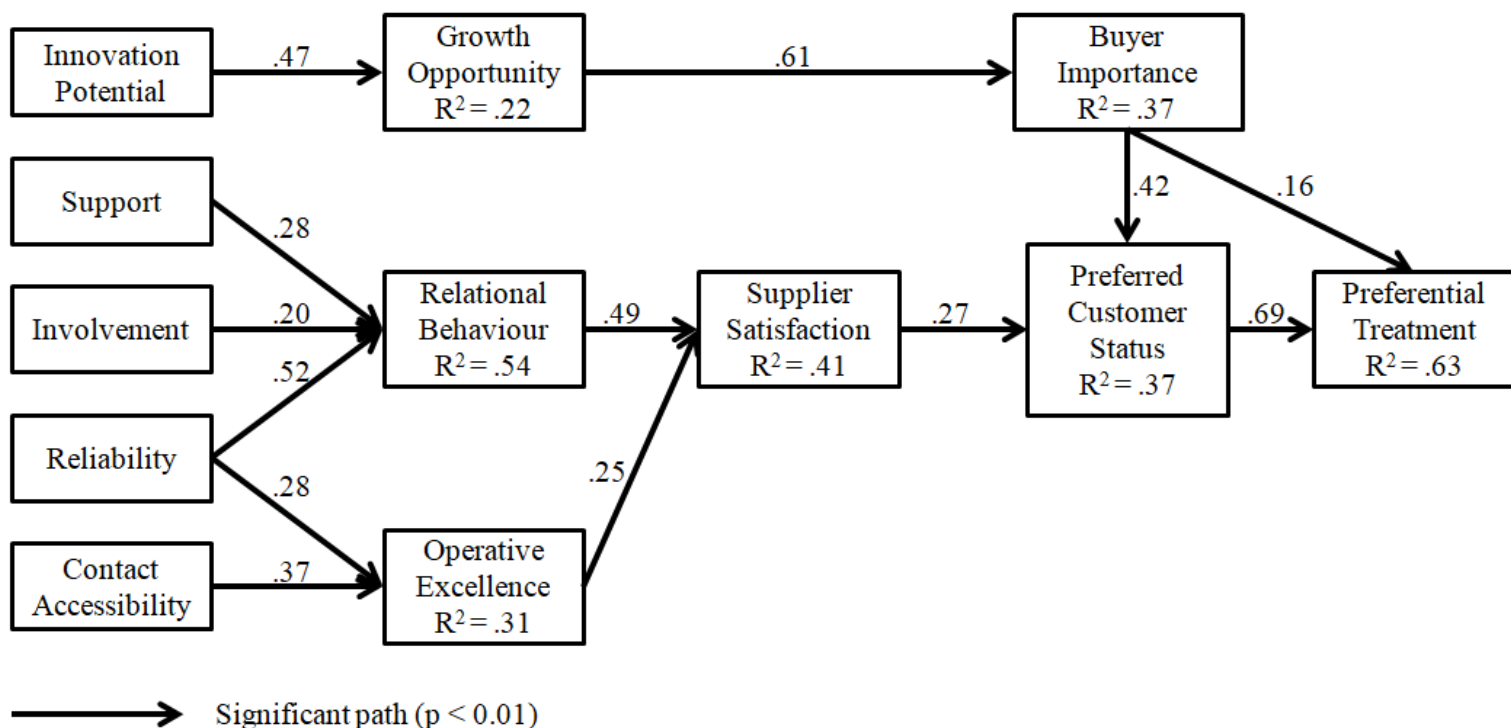 Innovation
Potential
.47
Growth
Opportunity
R² = .22
.61
Buyer
Importance
R² = .37
Support
.28
.42
.16
Involvement
.20
Relational
Behaviour
R² = .54
.49
Supplier
Satisfaction
R² = .41
.27
Preferred
Customer
Status
R² = .37
.69
Preferential
Treatment
R² = .63
.52
Reliability
.28
.25
Contact
Accessibility
.37
Operative
Excellence
R² = .31
Significant path (p < 0.01)